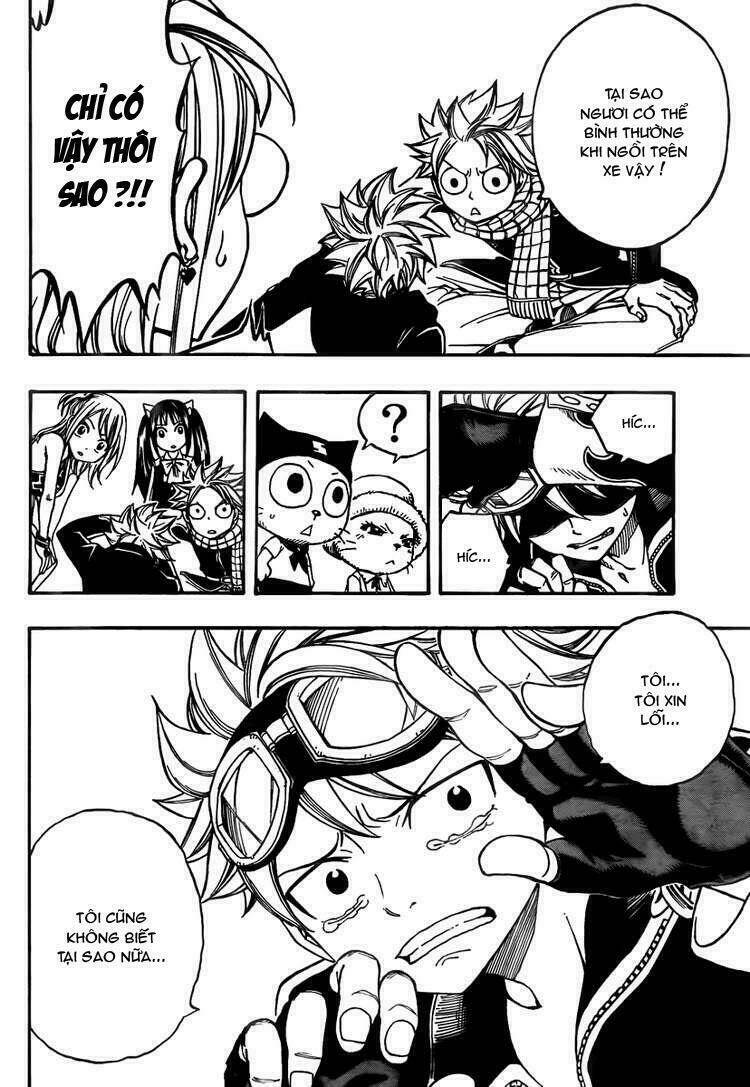 TẠI SAO
NGƯƠI CÓ THỂ
BÌNH THƯỜNG
KHI NGỒI TRÊN
XE VẬY !
CHỈ CÓ
VẬY THÔI
SAO ?!!
HÍC...
HÍC...
?
S
TÔI...
TÔI XIN
LỖI...
TÔI CŨNG
KHÔNG BIẾT
TẠI SAO NỮA...